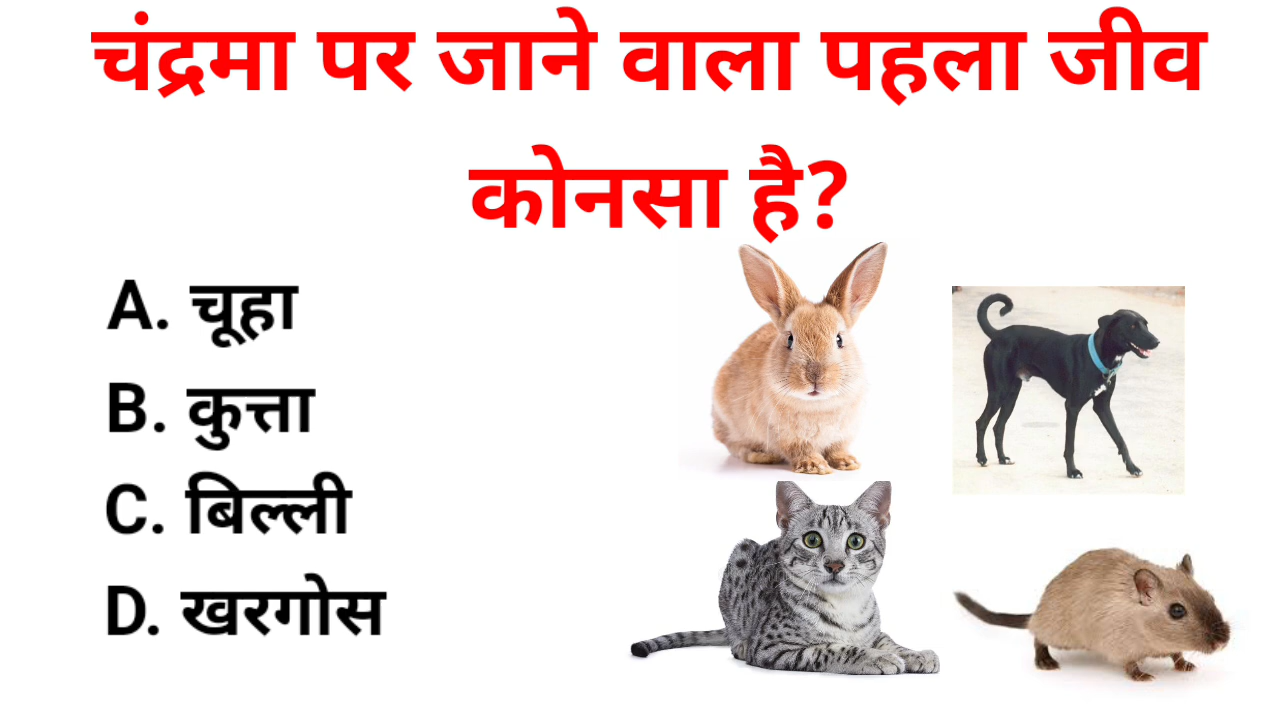 चंद्रमा पर जाने वाला पहला जीव
कोनसा है?
A. चूहा
B. कुत्ता
C. बिल्ली
D. खरगोस